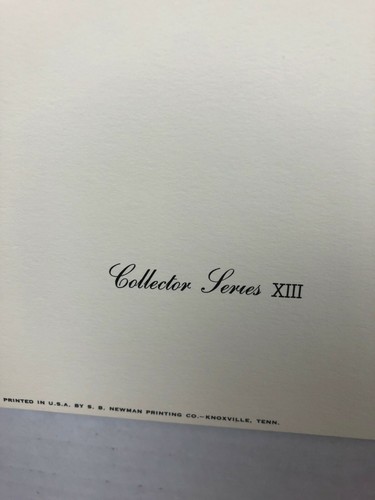 Collector Series XIII
PRINTED IN U.S.A. BY S. B. NEWMAN PRINTING CO.—KNOXVILLE, TENN.